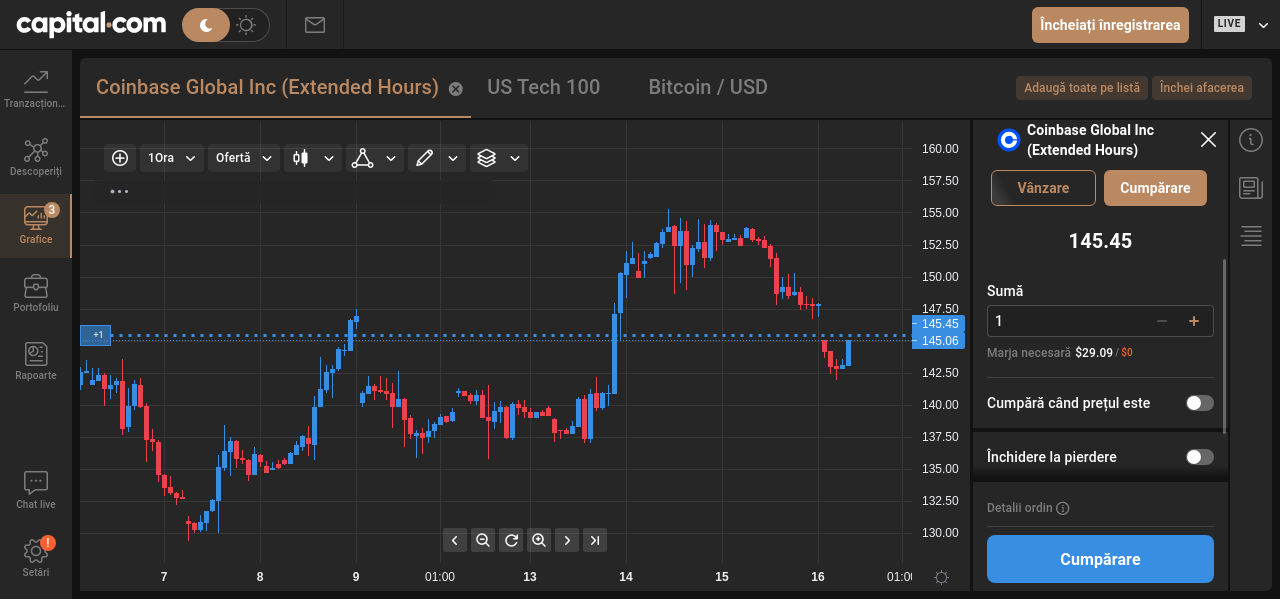 capital.com
Încheiați înregistrarea
LIVE
Tranzacțion...
Descoperiți
3
Grafice
Portofoliu
Rapoarte
Chat live
!
Setări
Coinbase Global Inc (Extended Hours)
US Tech 100
Bitcoin / USD
Adaugă toate pe listă
Închei afacerea
1Ora
Ofertă
+1
160.00
157.50
155.00
152.50
150.00
147.50
145.45
145.06
142.50
140.00
137.50
135.00
132.50
130.00
7 8 9 01:00 13 14 15 16 01:00
Coinbase Global Inc
(Extended Hours)
Vânzare
Cumpărare
145.45
Sumă
1
Marja necesară $29.09 / $0
Cumpără când prețul este
Închidere la pierdere
Detalii ordin
Cumpărare